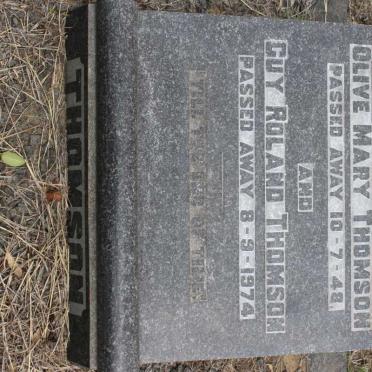 OLIVE MARY THOMSON
PASSED AWAY 10-7-48
AND
GUY ROLAND THOMSON
PASSED AWAY 8-9-1974
THOMSON